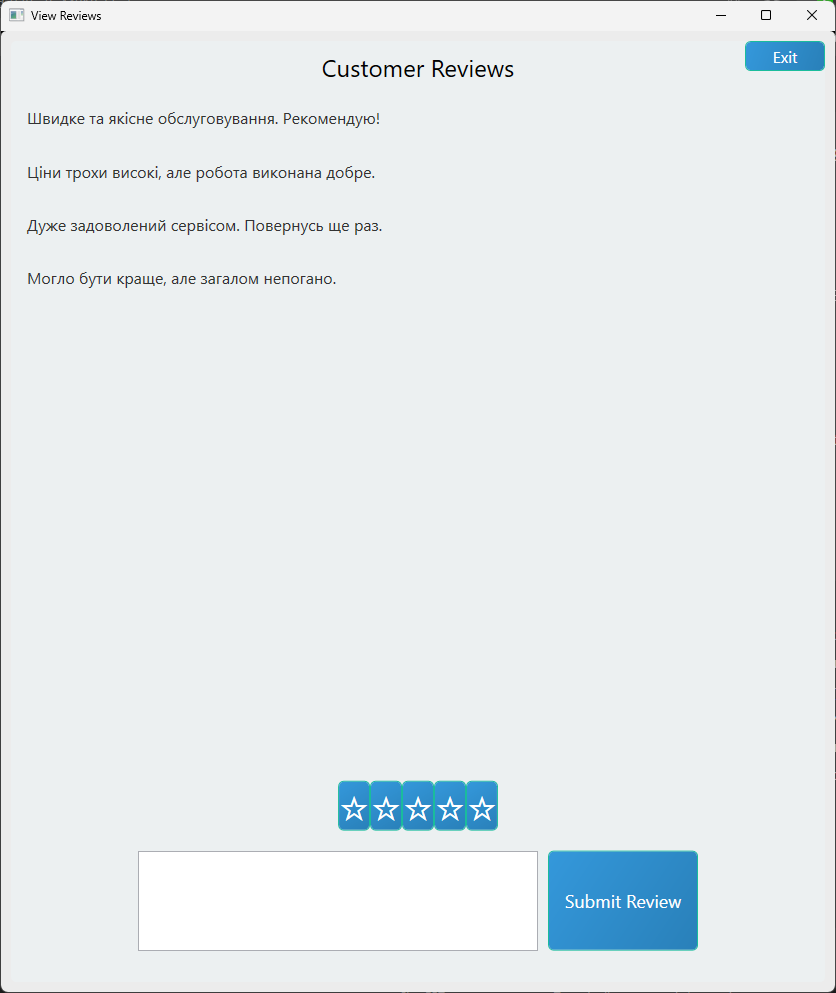 View Reviews
Exit
Customer Reviews
Швидке та якісне обслуговування. Рекомендую!
Ціни трохи високі, але робота виконана добре.
Дуже задоволений сервісом. Повернусь ще раз.
Могло бути краще, але загалом непогано.
Submit Review